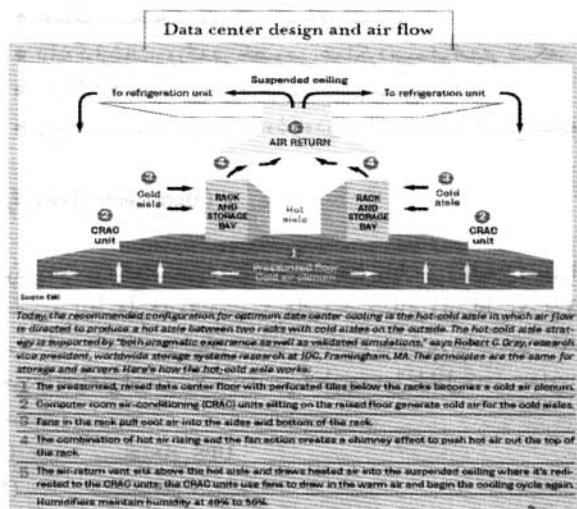 Data center design and air flow
Suspended ceiling
To refrigeration unit
To refrigeration unit
5
AIR RETURN
4
4
3
Cold aisle
RACK AND STORAGE BAY
Hot aisle
RACK AND STORAGE BAY
3
Cold aisle
2
CRAC unit
2
CRAC unit
1
Pressurized floor
Cold air plenum
Source: EMC
Today, the recommended configuration for optimum data center cooling is the hot-cold aisle in which air flow
is directed to produce a hot aisle between two racks with cold aisles on the outside. The hot-cold aisle strat-
egy is supported by "both pragmatic experience as well as validated simulations," says Robert C. Gray, research
vice president, worldwide storage systems research at IDC, Framingham, MA. The principles are the same for
storage and servers. Here's how the hot-cold aisle works:
1 The pressurized, raised data center floor with perforated tiles below the racks becomes a cold air plenum.
2 Computer room air-conditioning (CRAC) units sitting on the raised floor generate cold air for the cold aisles.
3 Fans in the rack pull cool air into the sides and bottom of the rack.
4 The combination of hot air rising and the fan action creates a chimney effect to push hot air out the top of
the rack.
5 The air-return vent sits above the hot aisle and draws heated air into the suspended ceiling where it's redi-
rected to the CRAC units; the CRAC units use fans to draw in the warm air and begin the cooling cycle again.
Humidifiers maintain humidity at 40% to 50%.